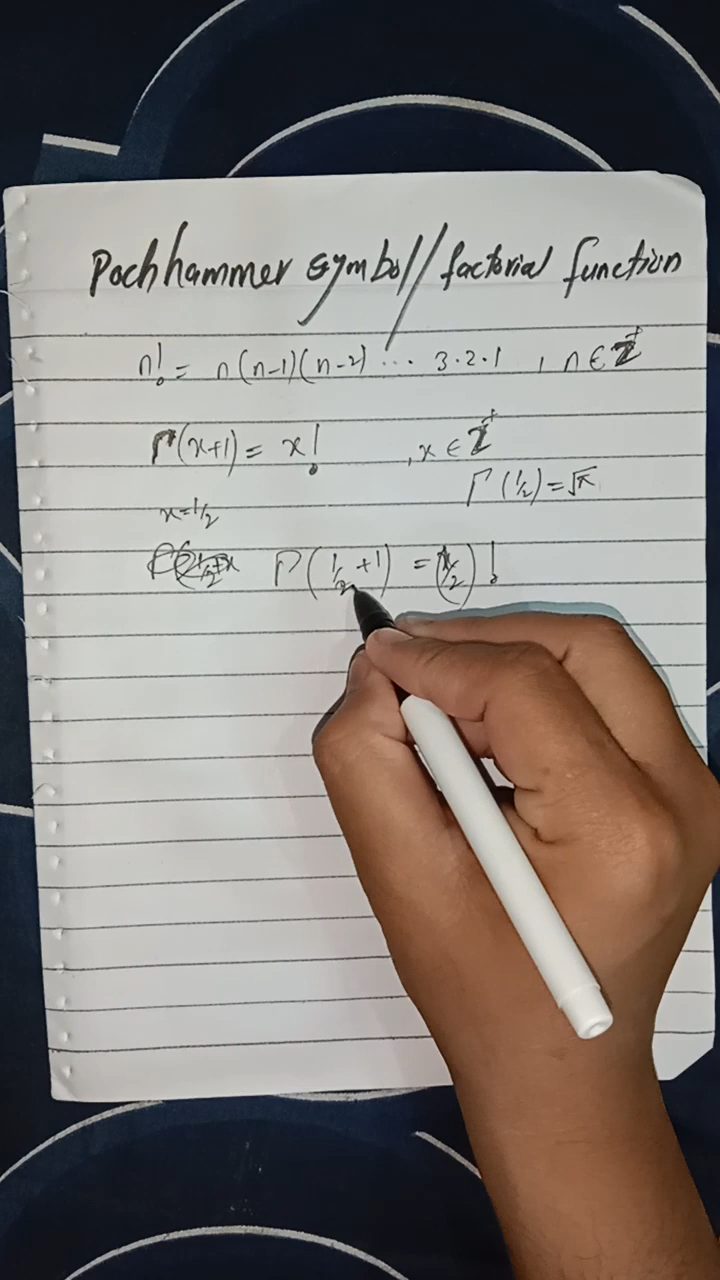 Pochhammer symbol/factorial function
n! = n(n-1)(n-2) ... 3.2.1 , n ∈ Z⁺
Γ(x+1) = x! , x ∈ Z⁺
Γ(1/2) = √π
x=1/2
Γ(1/2 +1) = (1/2)!